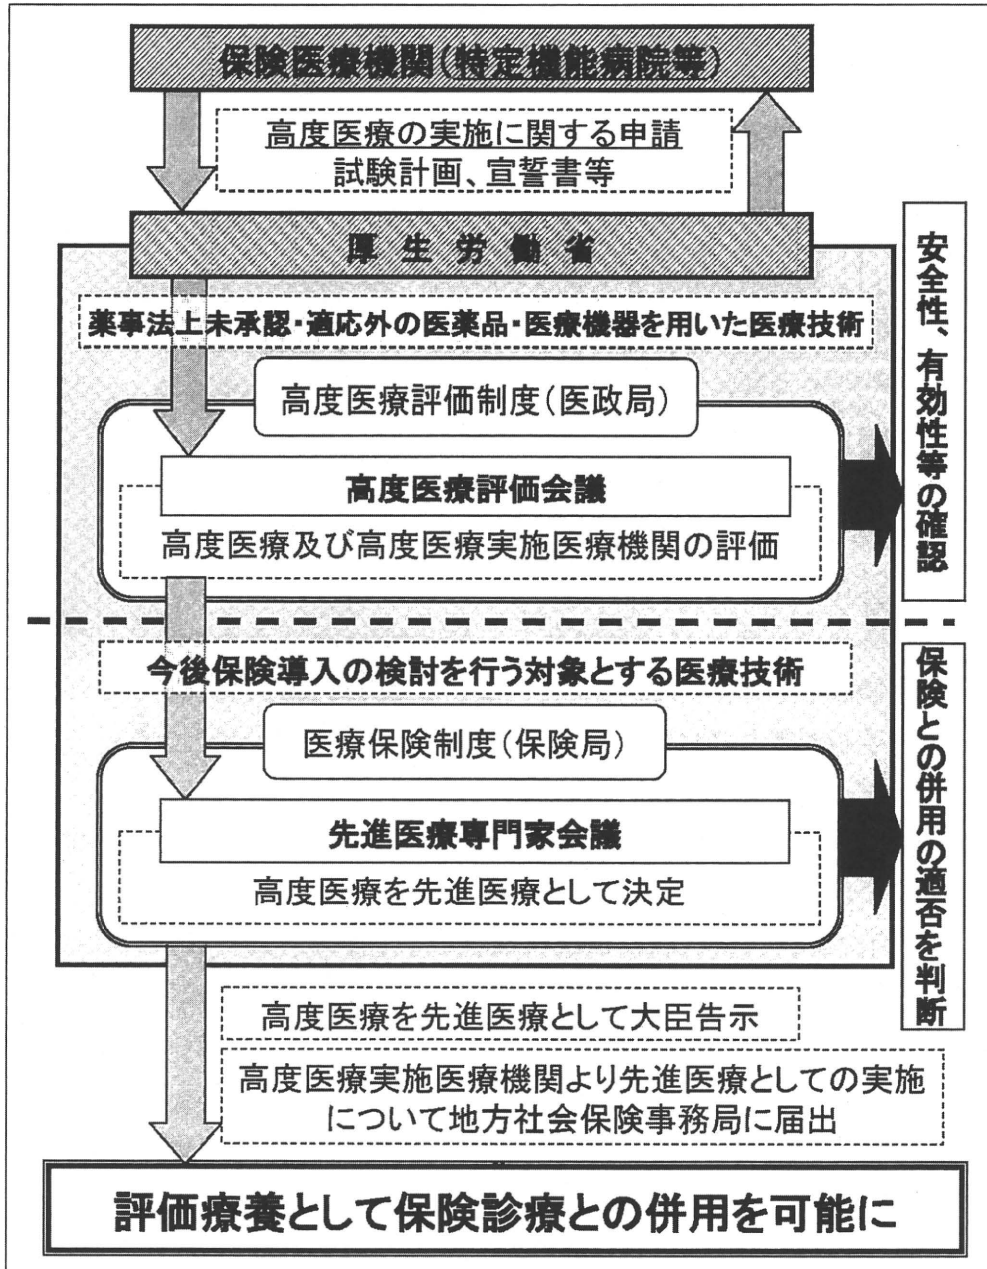 保険医療機関(特定機能病院等)
高度医療の実施に関する申請
試験計画、宣誓書等
厚生労働省
薬事法上未承認・適応外の医薬品・医療機器を用いた医療技術
高度医療評価制度(医政局)
高度医療評価会議
高度医療及び高度医療実施医療機関の評価
安全性、有効性等の確認
今後保険導入の検討を行う対象とする医療技術
医療保険制度(保険局)
先進医療専門家会議
高度医療を先進医療として決定
保険との併用の適否を判断
高度医療を先進医療として大臣告示
高度医療実施医療機関より先進医療としての実施
について地方社会保険事務局に届出
評価療養として保険診療との併用を可能に